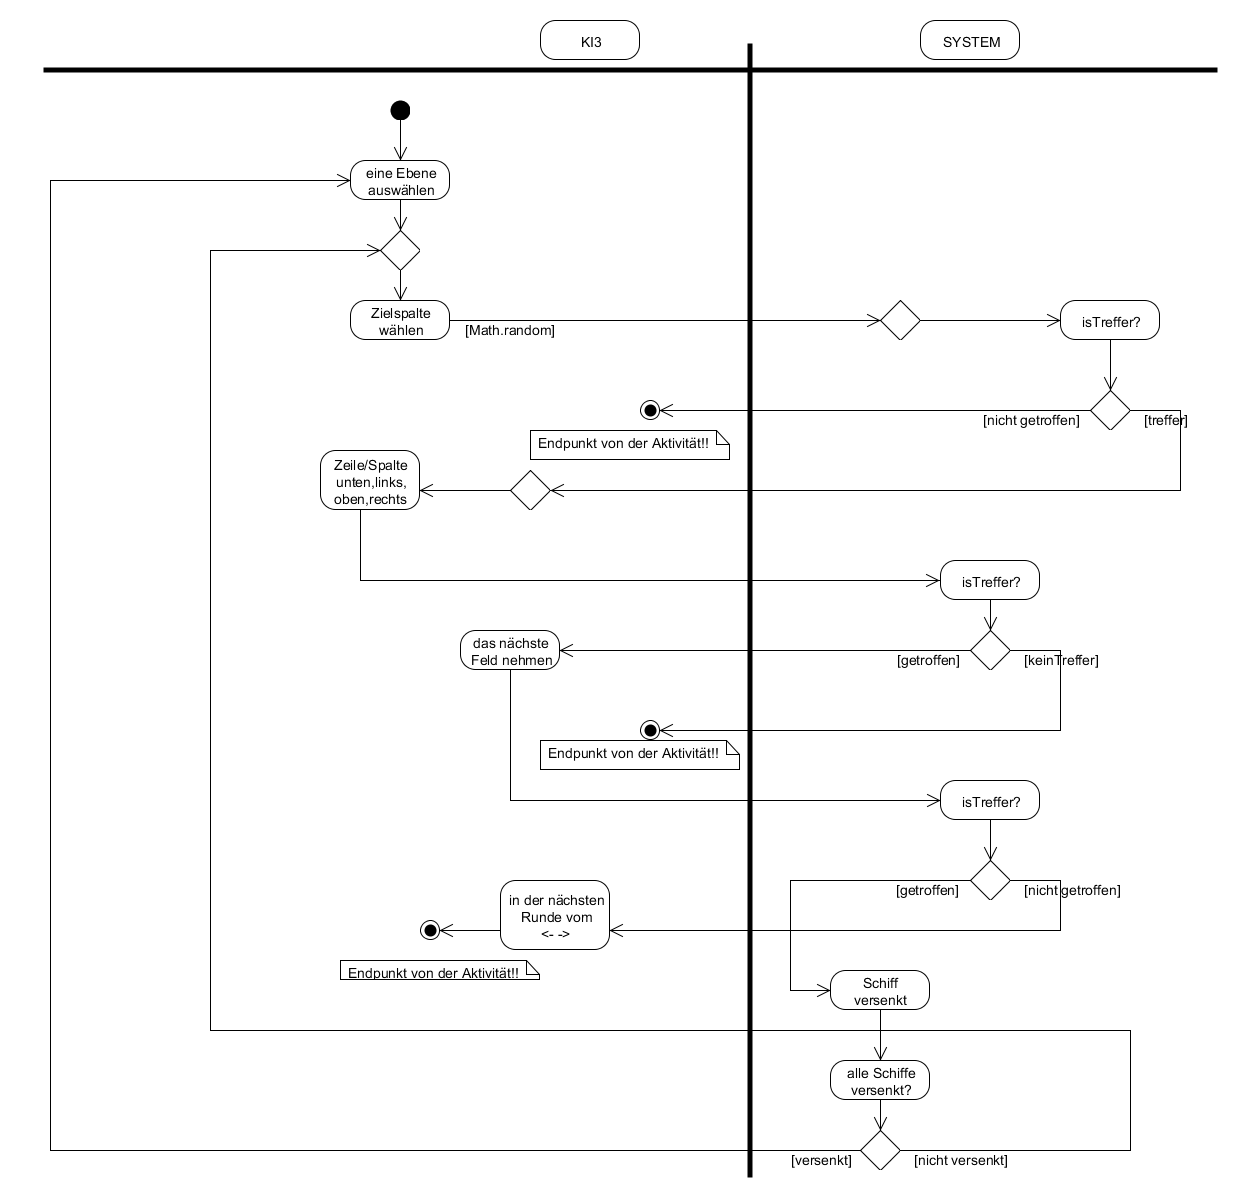 KI3
SYSTEM
eine Ebene
auswählen
Zielspalte
wählen
[Math.random]
isTreffer?
[nicht getroffen]
[treffer]
Endpunkt von der Aktivität!!
Zeile/Spalte
unten,links,
oben,rechts
isTreffer?
das nächste
Feld nehmen
[getroffen]
[keinTreffer]
Endpunkt von der Aktivität!!
isTreffer?
[getroffen]
[nicht getroffen]
in der nächsten
Runde vom
<- ->
Endpunkt von der Aktivität!!
Schiff
versenkt
alle Schiffe
versenkt?
[versenkt]
[nicht versenkt]